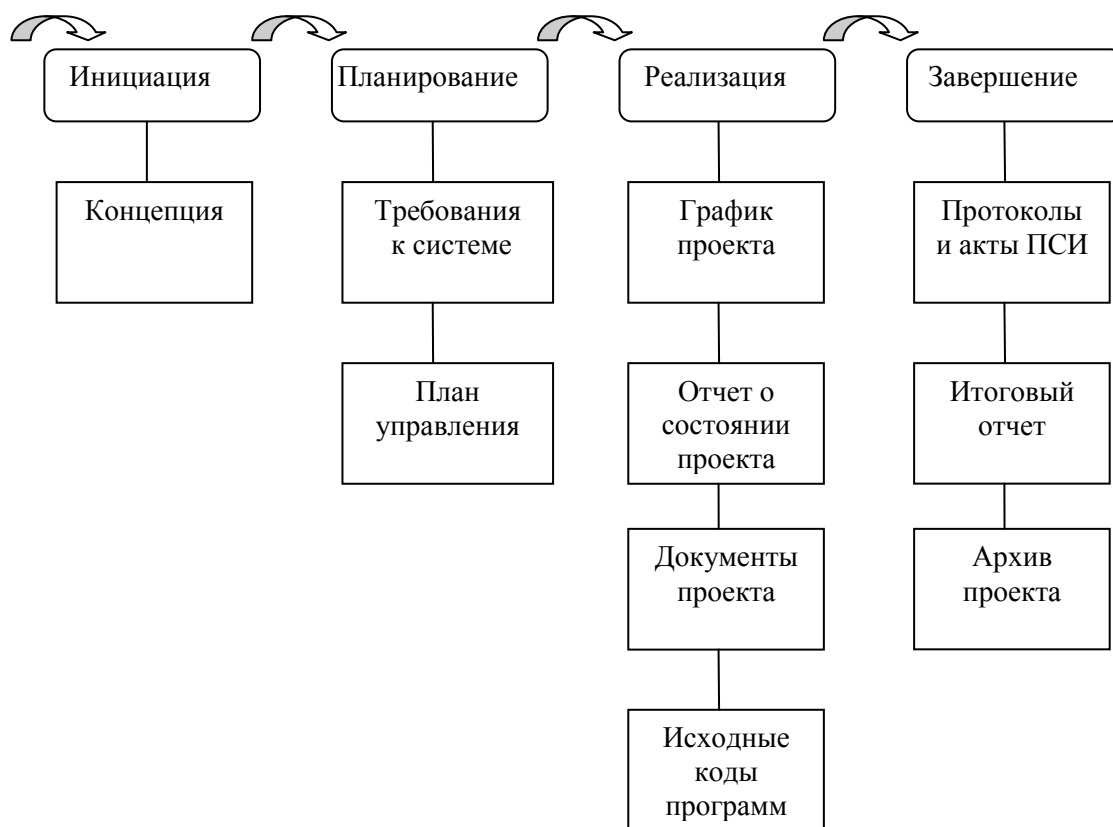 Инициация
Планирование
Реализация
Завершение
Концепция
Требования
к системе
График
проекта
Протоколы
и акты ПСИ
План
управления
Отчет о
состоянии
проекта
Итоговый
отчет
Документы
проекта
Архив
проекта
Исходные
коды
программ